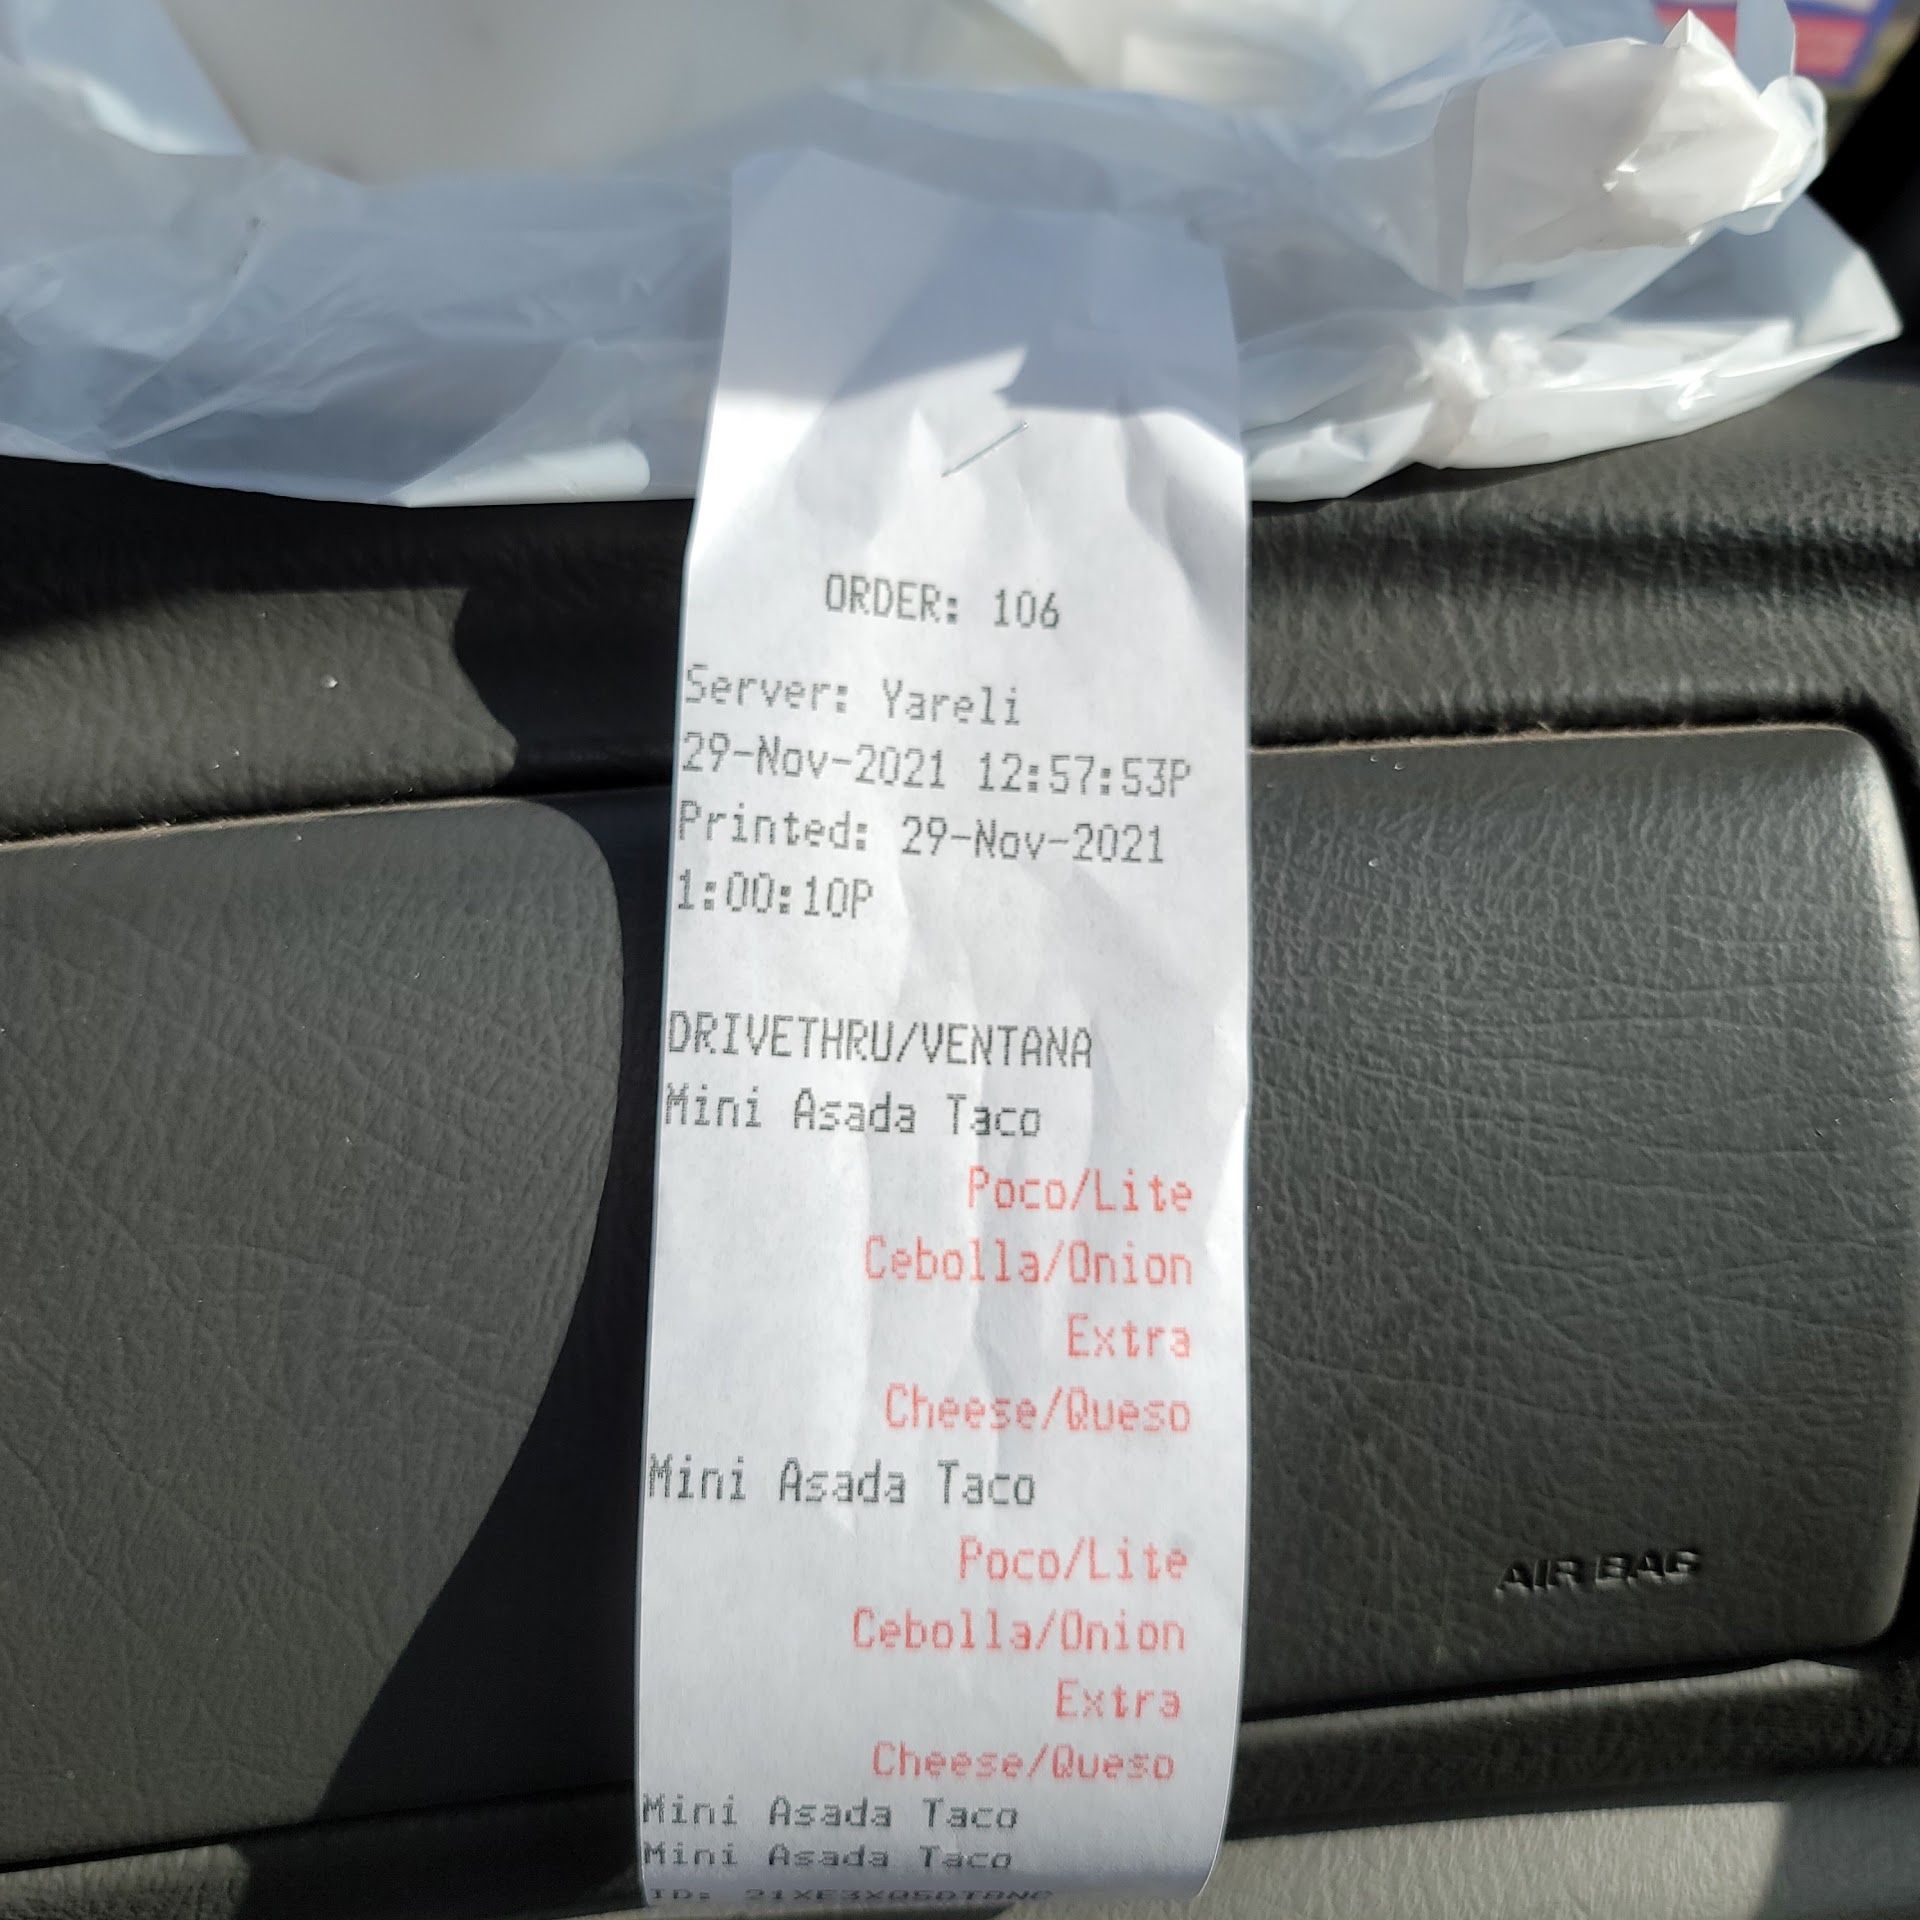 ORDER: 106
Server: Yareli
29-Nov-2021 12:57:53P
Printed: 29-Nov-2021
1:00:10P
DRIVETHRU/VENTANA
Mini Asada Taco
Poco/Lite
Cebolla/Onion
Extra
Cheese/Queso
Mini Asada Taco
Poco/Lite
Cebolla/Onion
Extra
Cheese/Queso
Mini Asada Taco
Mini Asada Taco
ID:
AIR BAG